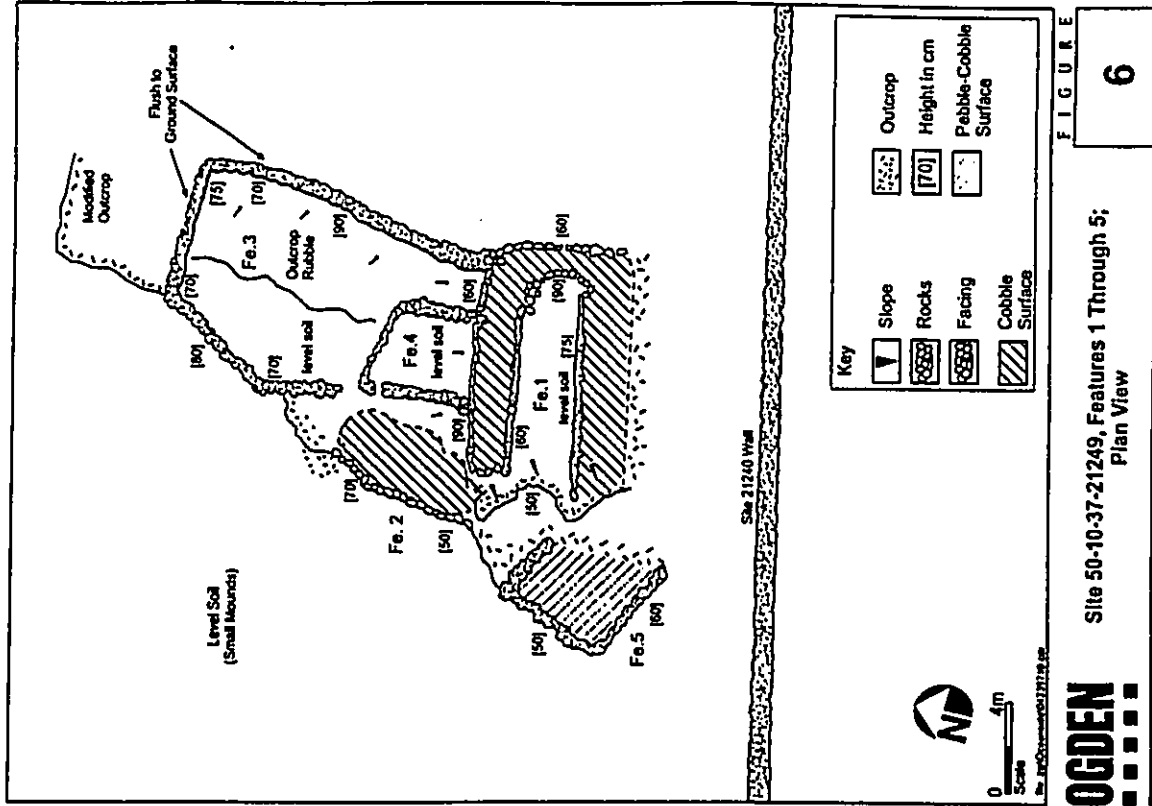 Modified
Outcrop
Flush to
Ground Surface
[75]
[70]
[70]
Fe.3
[90]
Outcrop
Rubble
[80]
[70]
level soil
[60]
[60]
Fe.4
level soil
[90]
[90]
[75]
Fe.1
level soil
[60]
[70]
Fe. 2
[50]
[50]
Level Soil
(Small Mounds)
[50]
Fe.5
[60]
Site 21240 Wall
N
0 4m
Scale
Key
Slope
Rocks
Facing
Cobble
Surface
Outcrop
[70] Height in cm
Pebble-Cobble
Surface
OGDEN
Site 50-10-37-21249, Features 1 Through 5;
Plan View
FIGURE
6